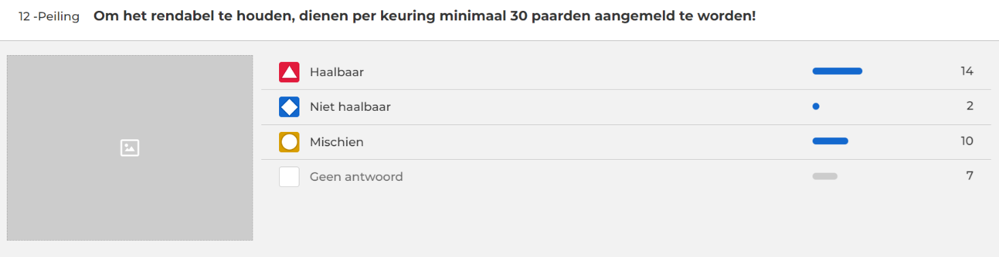 12 -Peiling Om het rendabel te houden, dienen per keuring minimaal 30 paarden aangemeld te worden!
Haalbaar 14
Niet haalbaar 2
Mischien 10
Geen antwoord 7